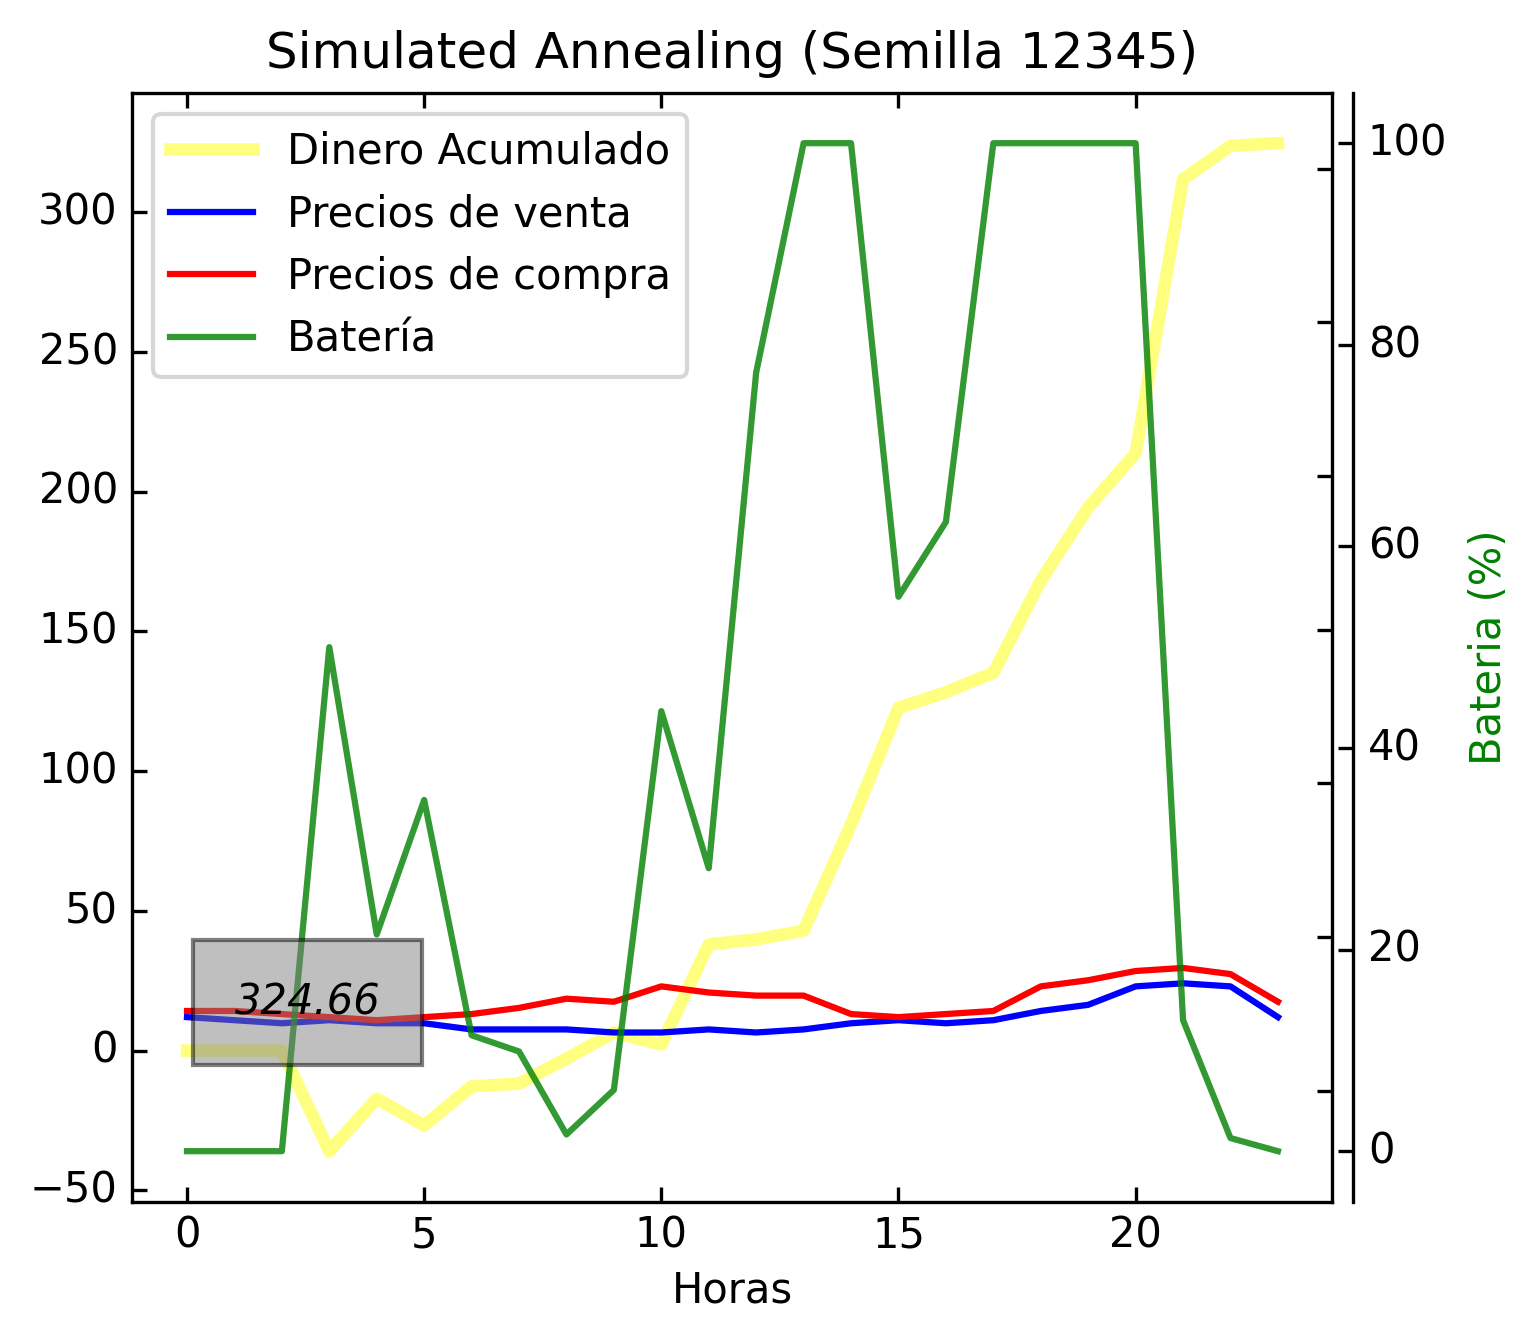 Simulated Annealing (Semilla 12345)
Dinero Acumulado
Precios de venta
Precios de compra
Batería
300
250
200
150
100
50
0
−50
324.66
100
80
60
40
20
0
Bateria (%)
0 5 10 15 20
Horas